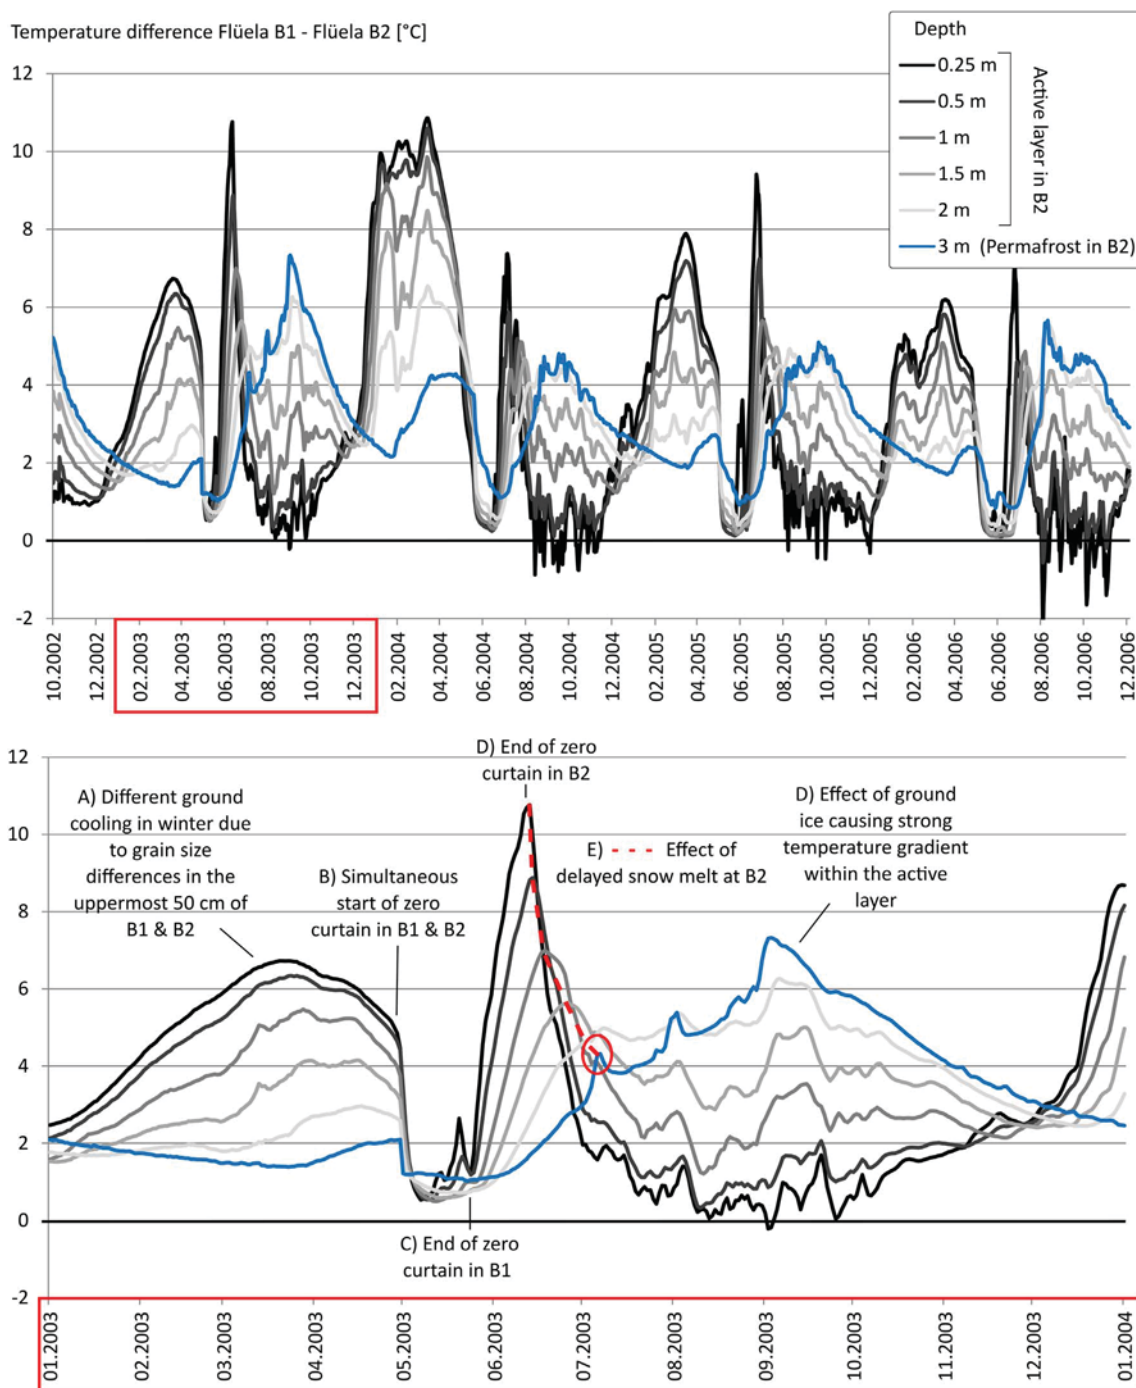 Temperature difference Flüela B1 - Flüela B2 [°C]
Depth
0.25 m
0.5 m
1 m
1.5 m
2 m
3 m (Permafrost in B2)
Active layer in B2
12
10
8
6
4
2
0
-2
10.2002
12.2002
02.2003
04.2003
06.2003
08.2003
10.2003
12.2003
02.2004
04.2004
06.2004
08.2004
10.2004
12.2004
02.2005
04.2005
06.2005
08.2005
10.2005
12.2005
02.2006
04.2006
06.2006
08.2006
10.2006
12.2006
12
10
8
6
4
2
0
-2
A) Different ground
cooling in winter due
to grain size
differences in the
uppermost 50 cm of
B1 & B2
B) Simultaneous
start of zero
curtain in B1 & B2
C) End of zero
curtain in B1
D) End of zero
curtain in B2
E) - - - Effect of
delayed snow melt at B2
D) Effect of ground
ice causing strong
temperature gradient
within the active
layer
01.2003
02.2003
03.2003
04.2003
05.2003
06.2003
07.2003
08.2003
09.2003
10.2003
11.2003
12.2003
01.2004